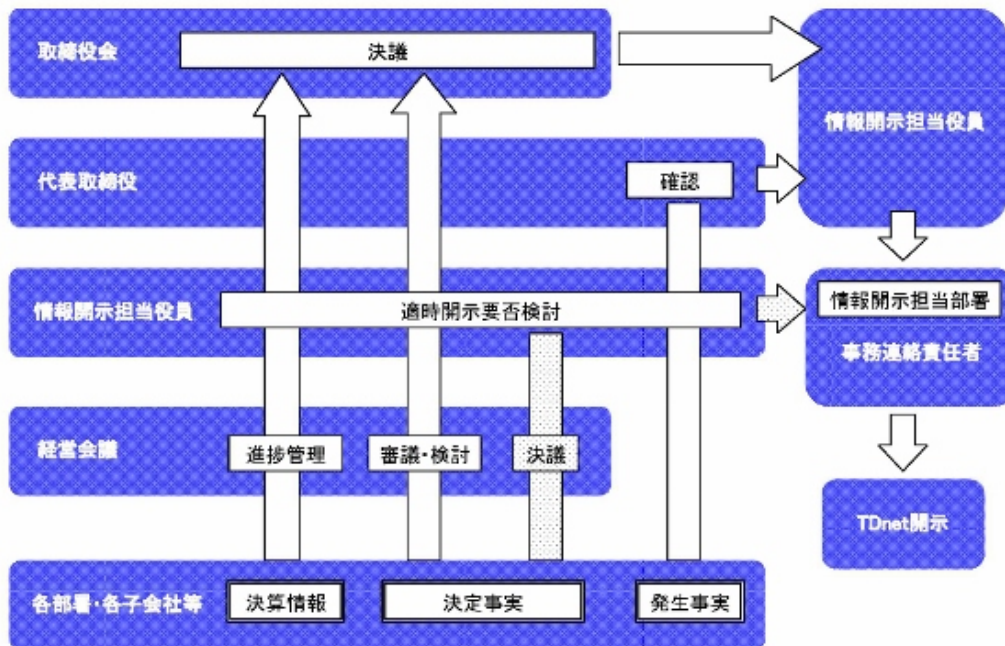 取締役会
決議
情報開示担当役員
代表取締役
確認
情報開示担当役員
適時開示要否検討
情報開示担当部署
事務連絡責任者
経営会議
進捗管理
審議・検討
決議
TDnet開示
各部署・各子会社等
決算情報
決定事実
発生事実